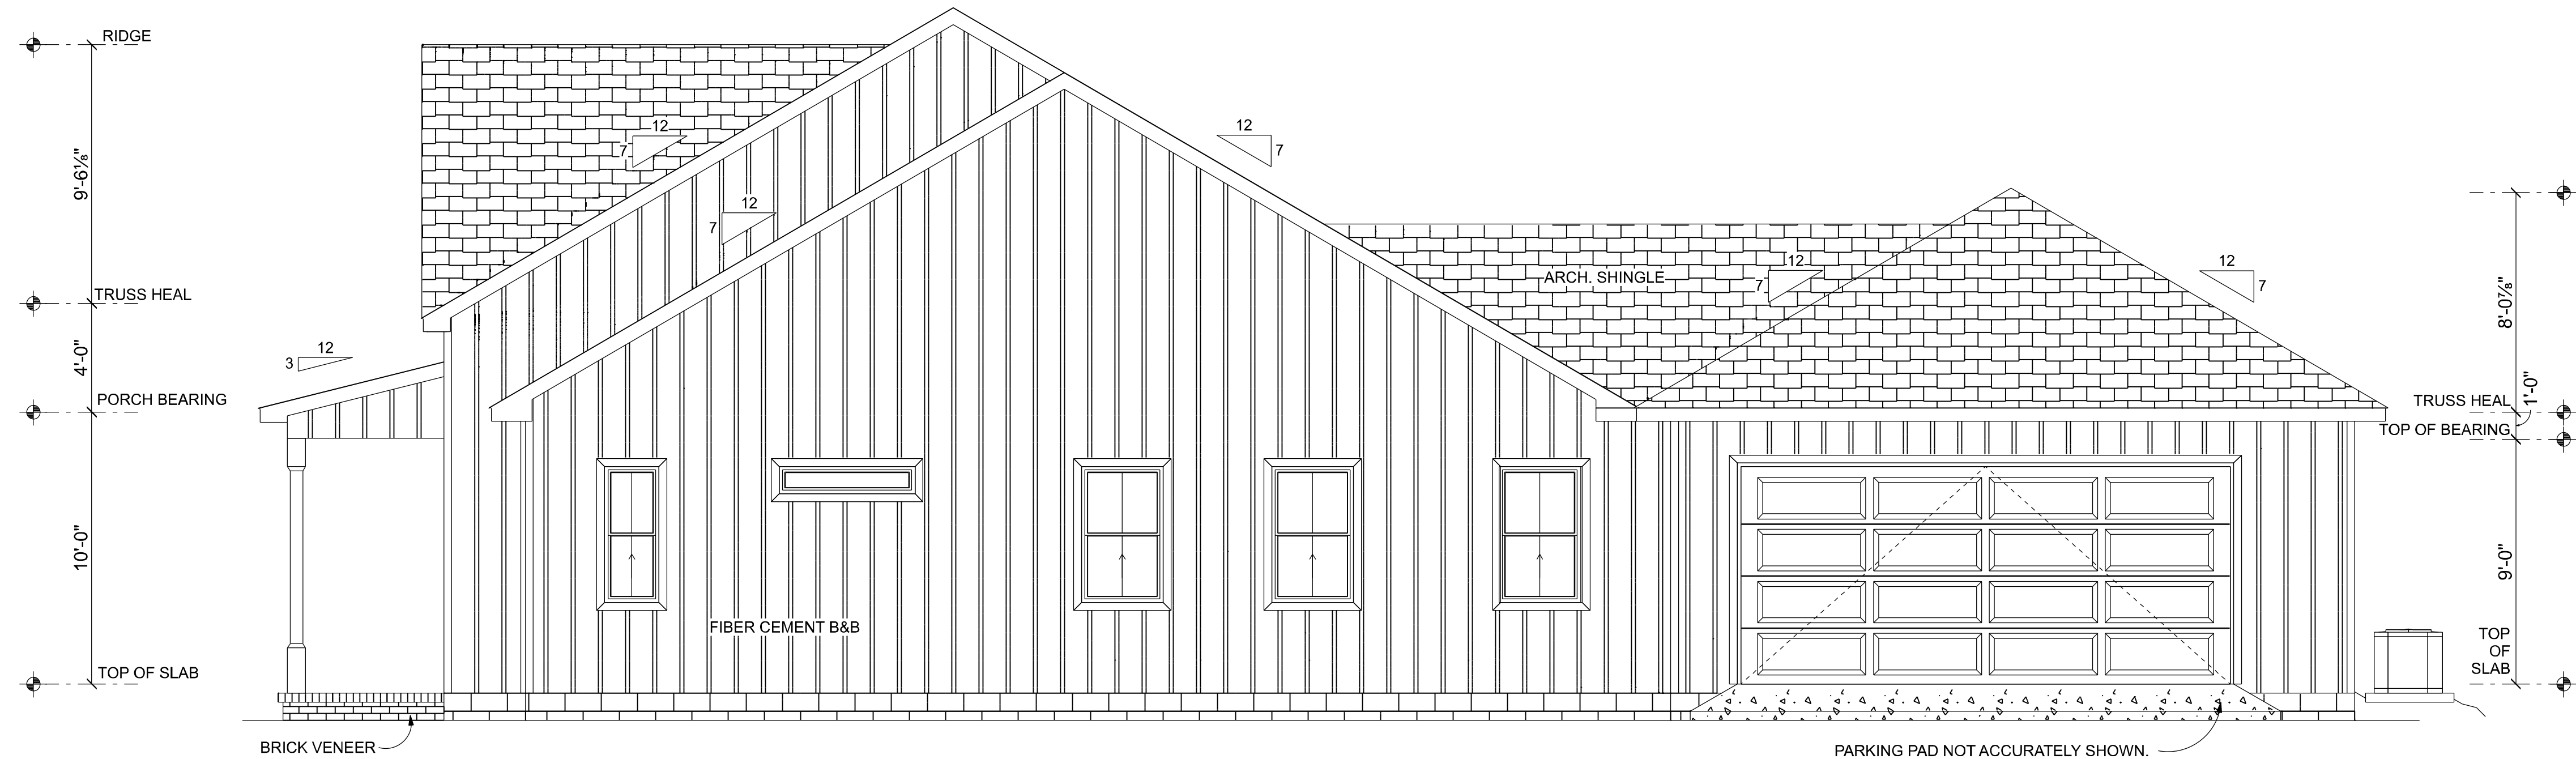 RIDGE
9'-6⅛"
TRUSS HEAL
4'-0"
PORCH BEARING
10'-0"
TOP OF SLAB
12
3
12
7
12
7
12
7
ARCH. SHINGLE
12
7
12
7
8'-0⅞"
1'-0"
TRUSS HEAL
TOP OF BEARING
9'-0"
TOP
OF
SLAB
FIBER CEMENT B&B
BRICK VENEER
PARKING PAD NOT ACCURATELY SHOWN.